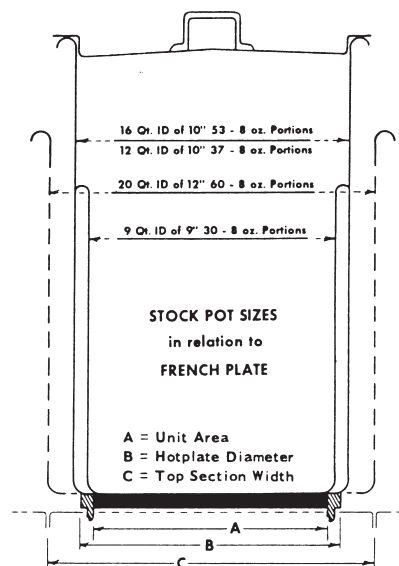 16 Qt. ID of 10" 53 - 8 oz. Portions
12 Qt. ID of 10" 37 - 8 oz. Portions
20 Qt. ID of 12" 60 - 8 oz. Portions
9 Qt. ID of 9" 30 - 8 oz. Portions
STOCK POT SIZES
in relation to
FRENCH PLATE
A = Unit Area
B = Hotplate Diameter
C = Top Section Width
A
B
C